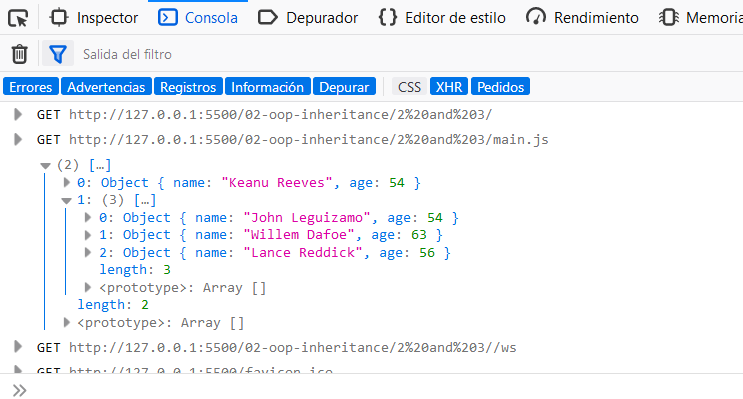 Inspector Consola Depurador Editor de estilo Rendimiento Memoria
Salida del filtro
Errores Advertencias Registros Información Depurar CSS XHR Pedidos
GET http://127.0.0.1:5500/02-oop-inheritance/2%20and%203/
GET http://127.0.0.1:5500/02-oop-inheritance/2%20and%203/main.js
(2) […]
0: Object { name: "Keanu Reeves", age: 54 }
1: (3) […]
0: Object { name: "John Leguizamo", age: 54 }
1: Object { name: "Willem Dafoe", age: 63 }
2: Object { name: "Lance Reddick", age: 56 }
length: 3
<prototype>: Array []
length: 2
<prototype>: Array []
GET http://127.0.0.1:5500/02-oop-inheritance/2%20and%203//ws
GET http://127.0.0.1:5500/favicon.ico